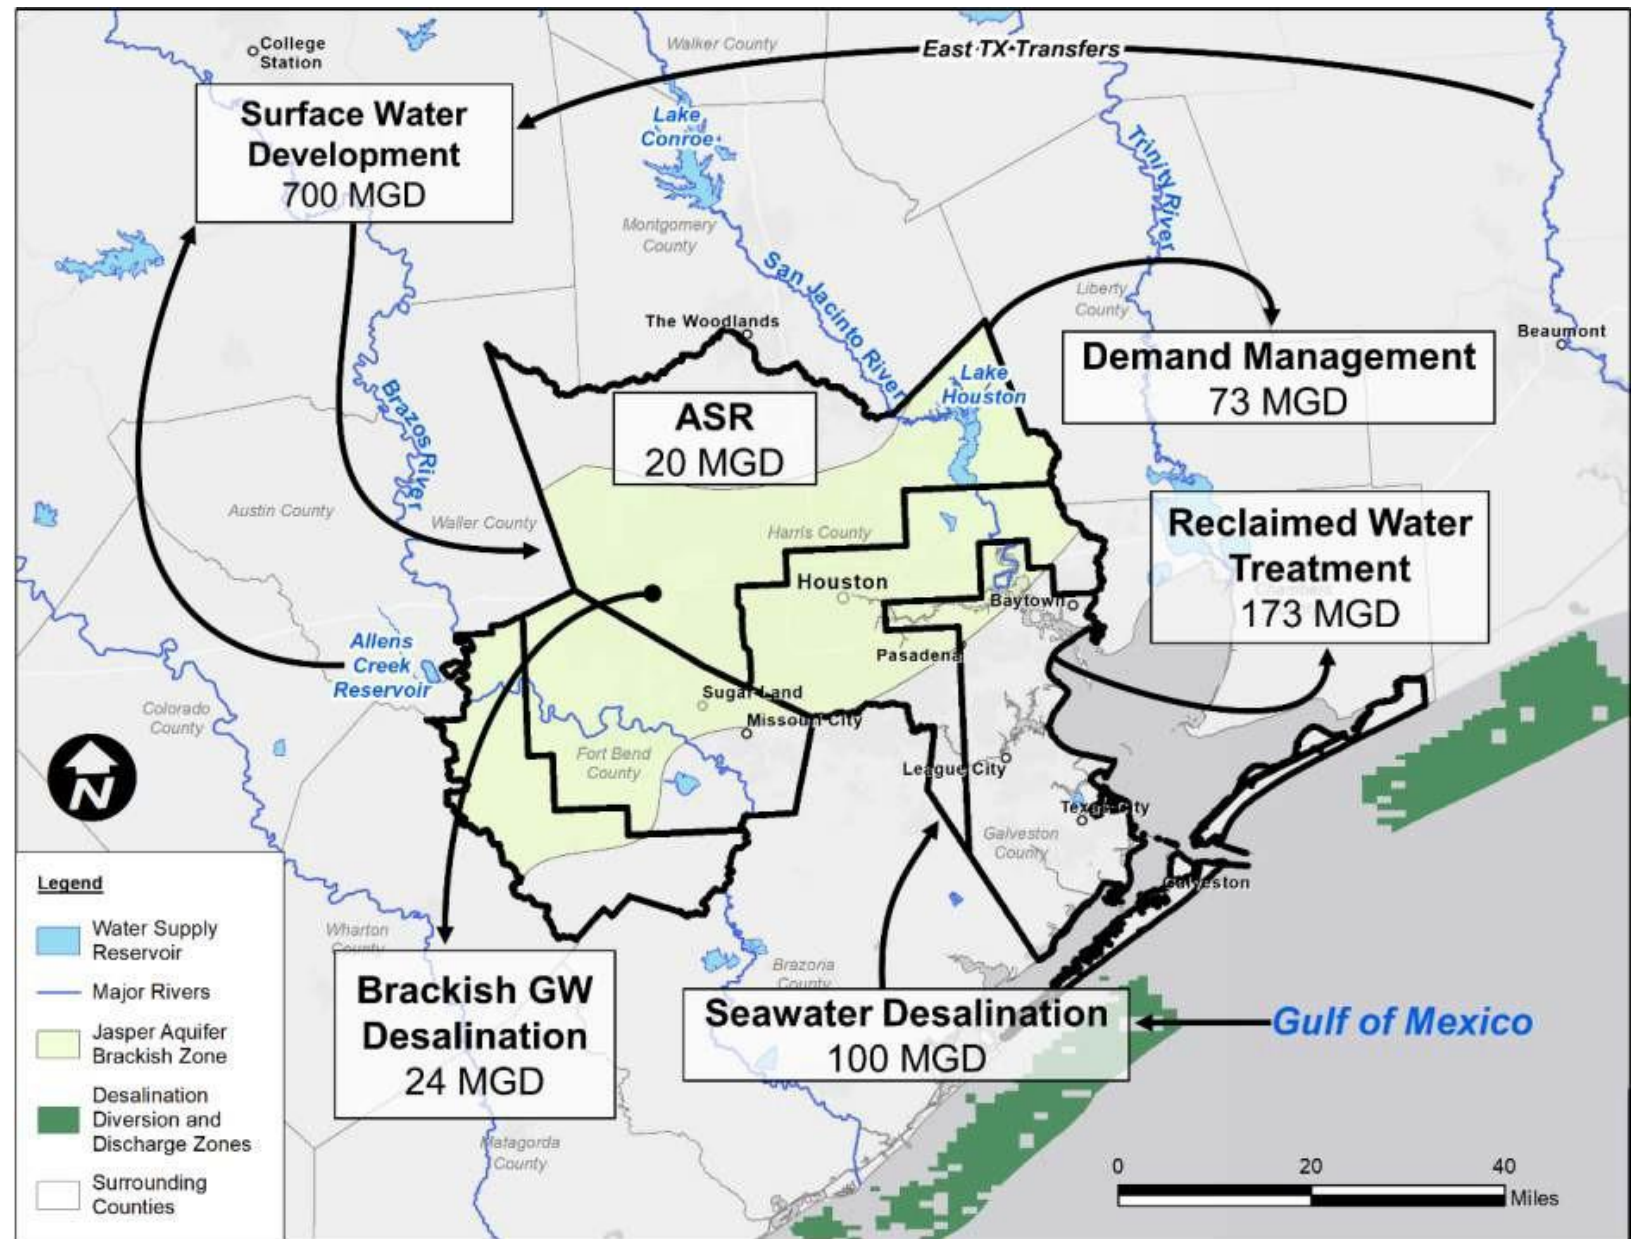 College
Station
Walker County
East TX Transfers
Surface Water
Development
700 MGD
Lake
Conroe
Trinity River
Montgomery
County
San Jacinto River
Liberty
County
The Woodlands
Beaumont
Demand Management
73 MGD
Lake
Houston
ASR
20 MGD
Brazos River
Austin County
Waller County
Harris County
Reclaimed Water
Treatment
173 MGD
Houston
Baytown
Pasadena
Allens
Creek
Reservoir
Sugar Land
Missouri City
Colorado
County
Fort Bend
County
League City
Texas City
Galveston
County
Galveston
N
Legend
Water Supply
Reservoir
Major Rivers
Jasper Aquifer
Brackish Zone
Desalination
Diversion and
Discharge Zones
Surrounding
Counties
Wharton
County
Brazoria
County
Brackish GW
Desalination
24 MGD
Seawater Desalination
100 MGD
Gulf of Mexico
Matagorda
County
0 20 40
Miles